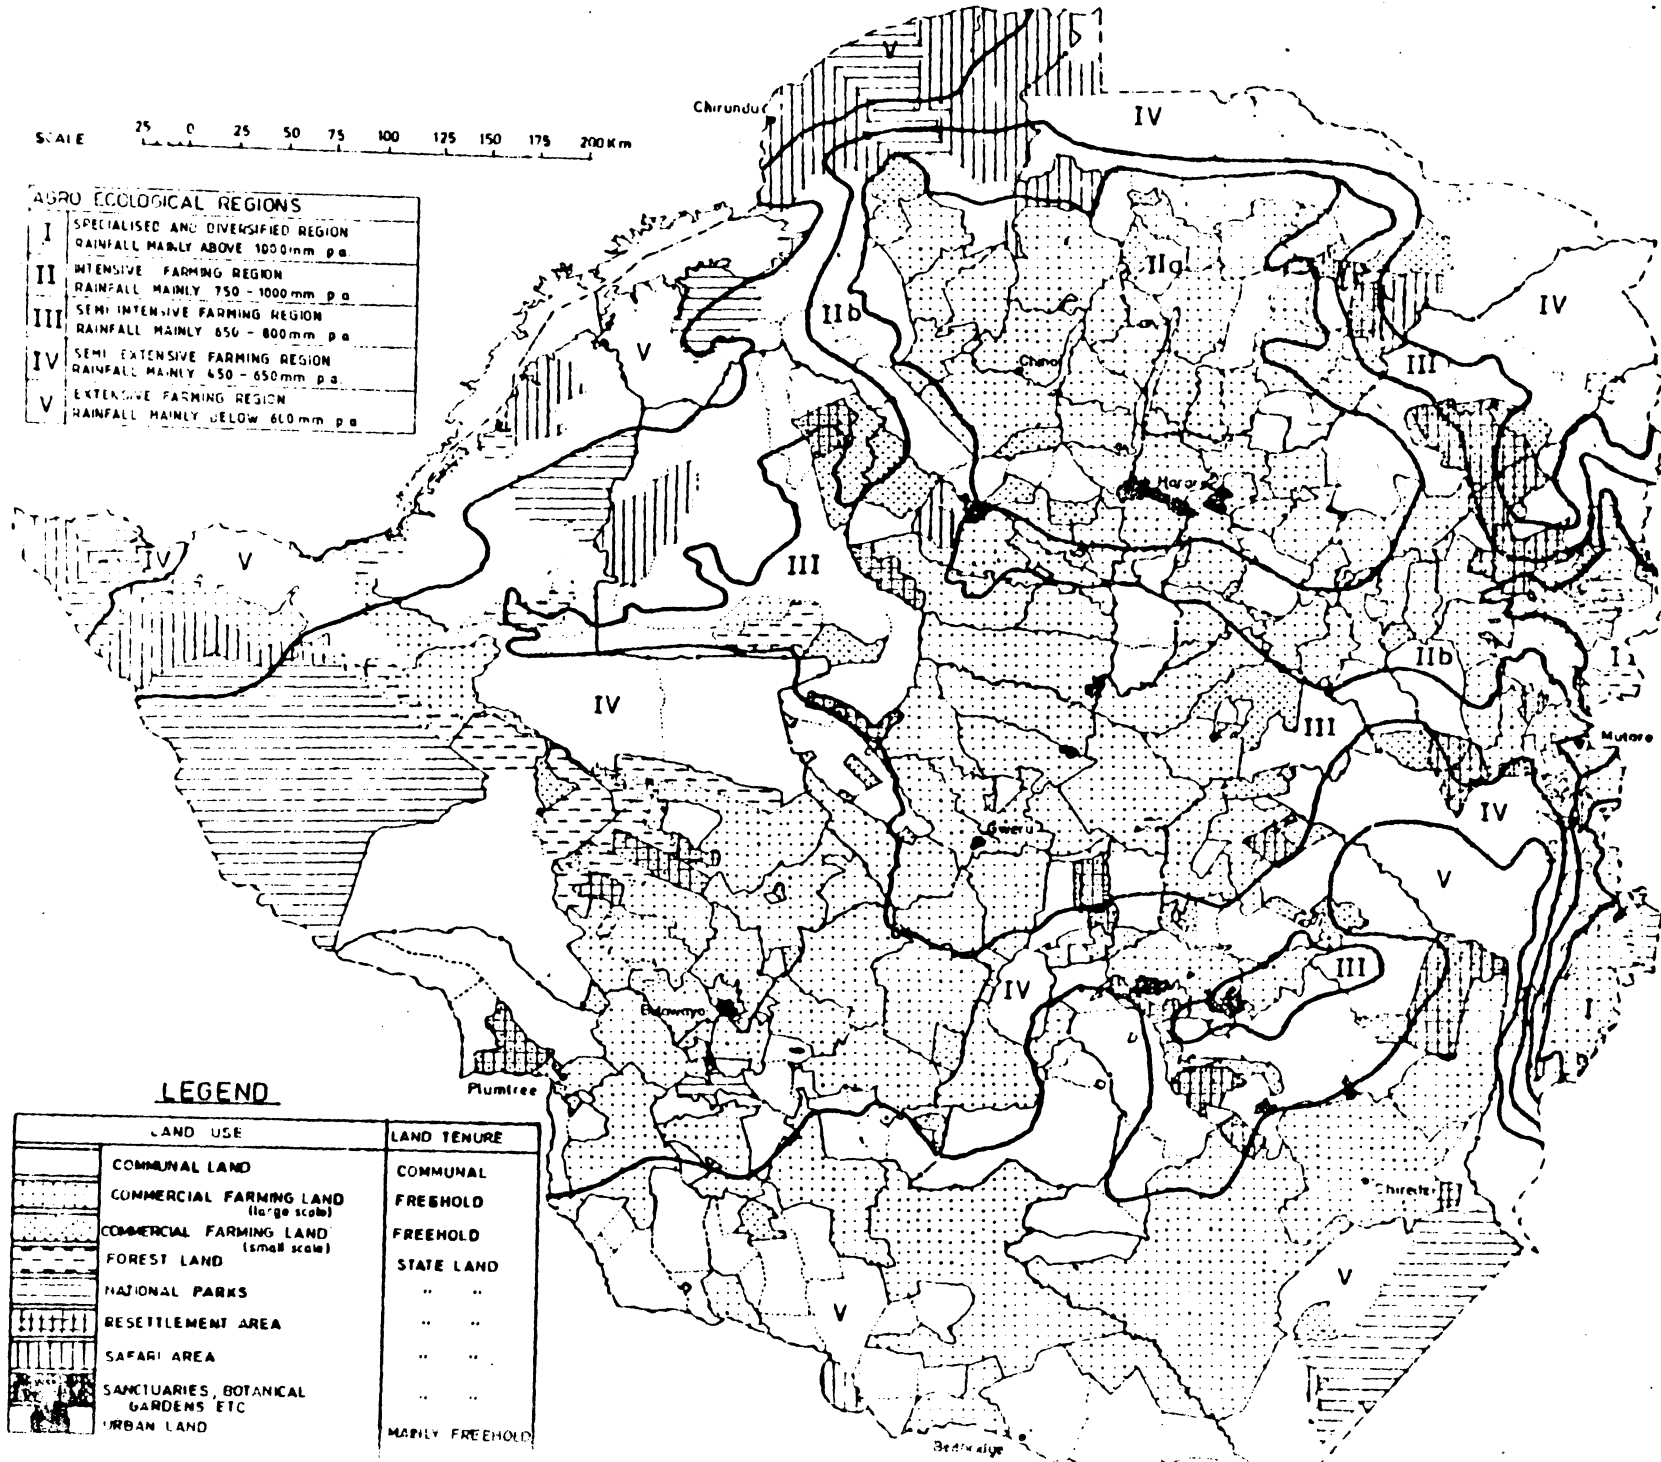 SCALE 25 0 25 50 75 100 125 150 175 200 Km
AGRO ECOLOGICAL REGIONS
I SPECIALISED AND DIVERSIFIED REGION
RAINFALL MAINLY ABOVE 1000mm p a
II INTENSIVE FARMING REGION
RAINFALL MAINLY 750 - 1000mm p a
III SEMI INTENSIVE FARMING REGION
RAINFALL MAINLY 650 - 800mm p a
IV SEMI EXTENSIVE FARMING REGION
RAINFALL MAINLY 450 - 650mm p a
V EXTENSIVE FARMING REGION
RAINFALL MAINLY BELOW 600mm p a
V
Chirundu
IV
IIa
IIb
IV
V
Chinoyi
III
Harare
IV
V
III
IIb
I
IV
III
Mutare
IV
Gweru
V
III
IV
I
Bulawayo
Plumtree
Chiredzi
V
V
Beitbridge
LEGEND
LAND USE LAND TENURE
COMMUNAL LAND COMMUNAL
COMMERCIAL FARMING LAND FREEHOLD
(large scale)
COMMERCIAL FARMING LAND FREEHOLD
(small scale)
FOREST LAND STATE LAND
NATIONAL PARKS " "
RESETTLEMENT AREA " "
SAFARI AREA " "
SANCTUARIES, BOTANICAL " "
GARDENS ETC
URBAN LAND MAINLY FREEHOLD